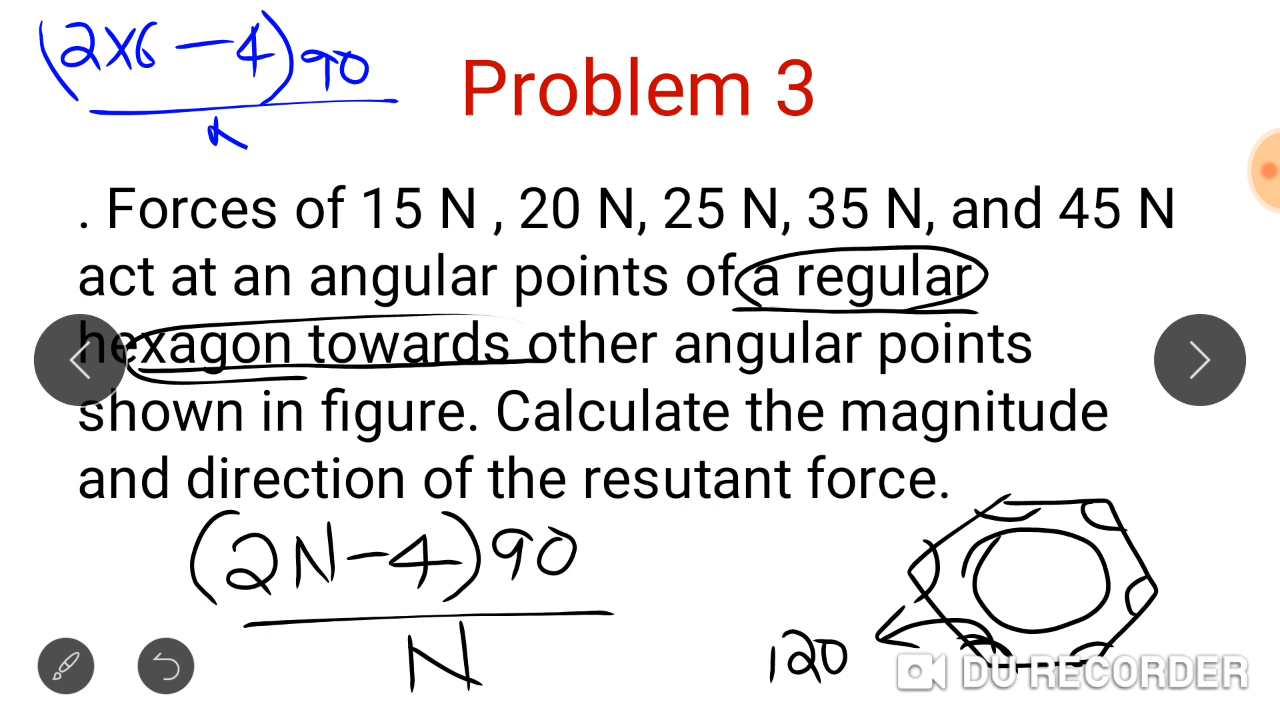 (2×6-4)90
Problem 3
. Forces of 15 N , 20 N, 25 N, 35 N, and 45 N
act at an angular points of a regular
hexagon towards other angular points
shown in figure. Calculate the magnitude
and direction of the resutant force.
(2N-4)90
N
120
DU RECORDER